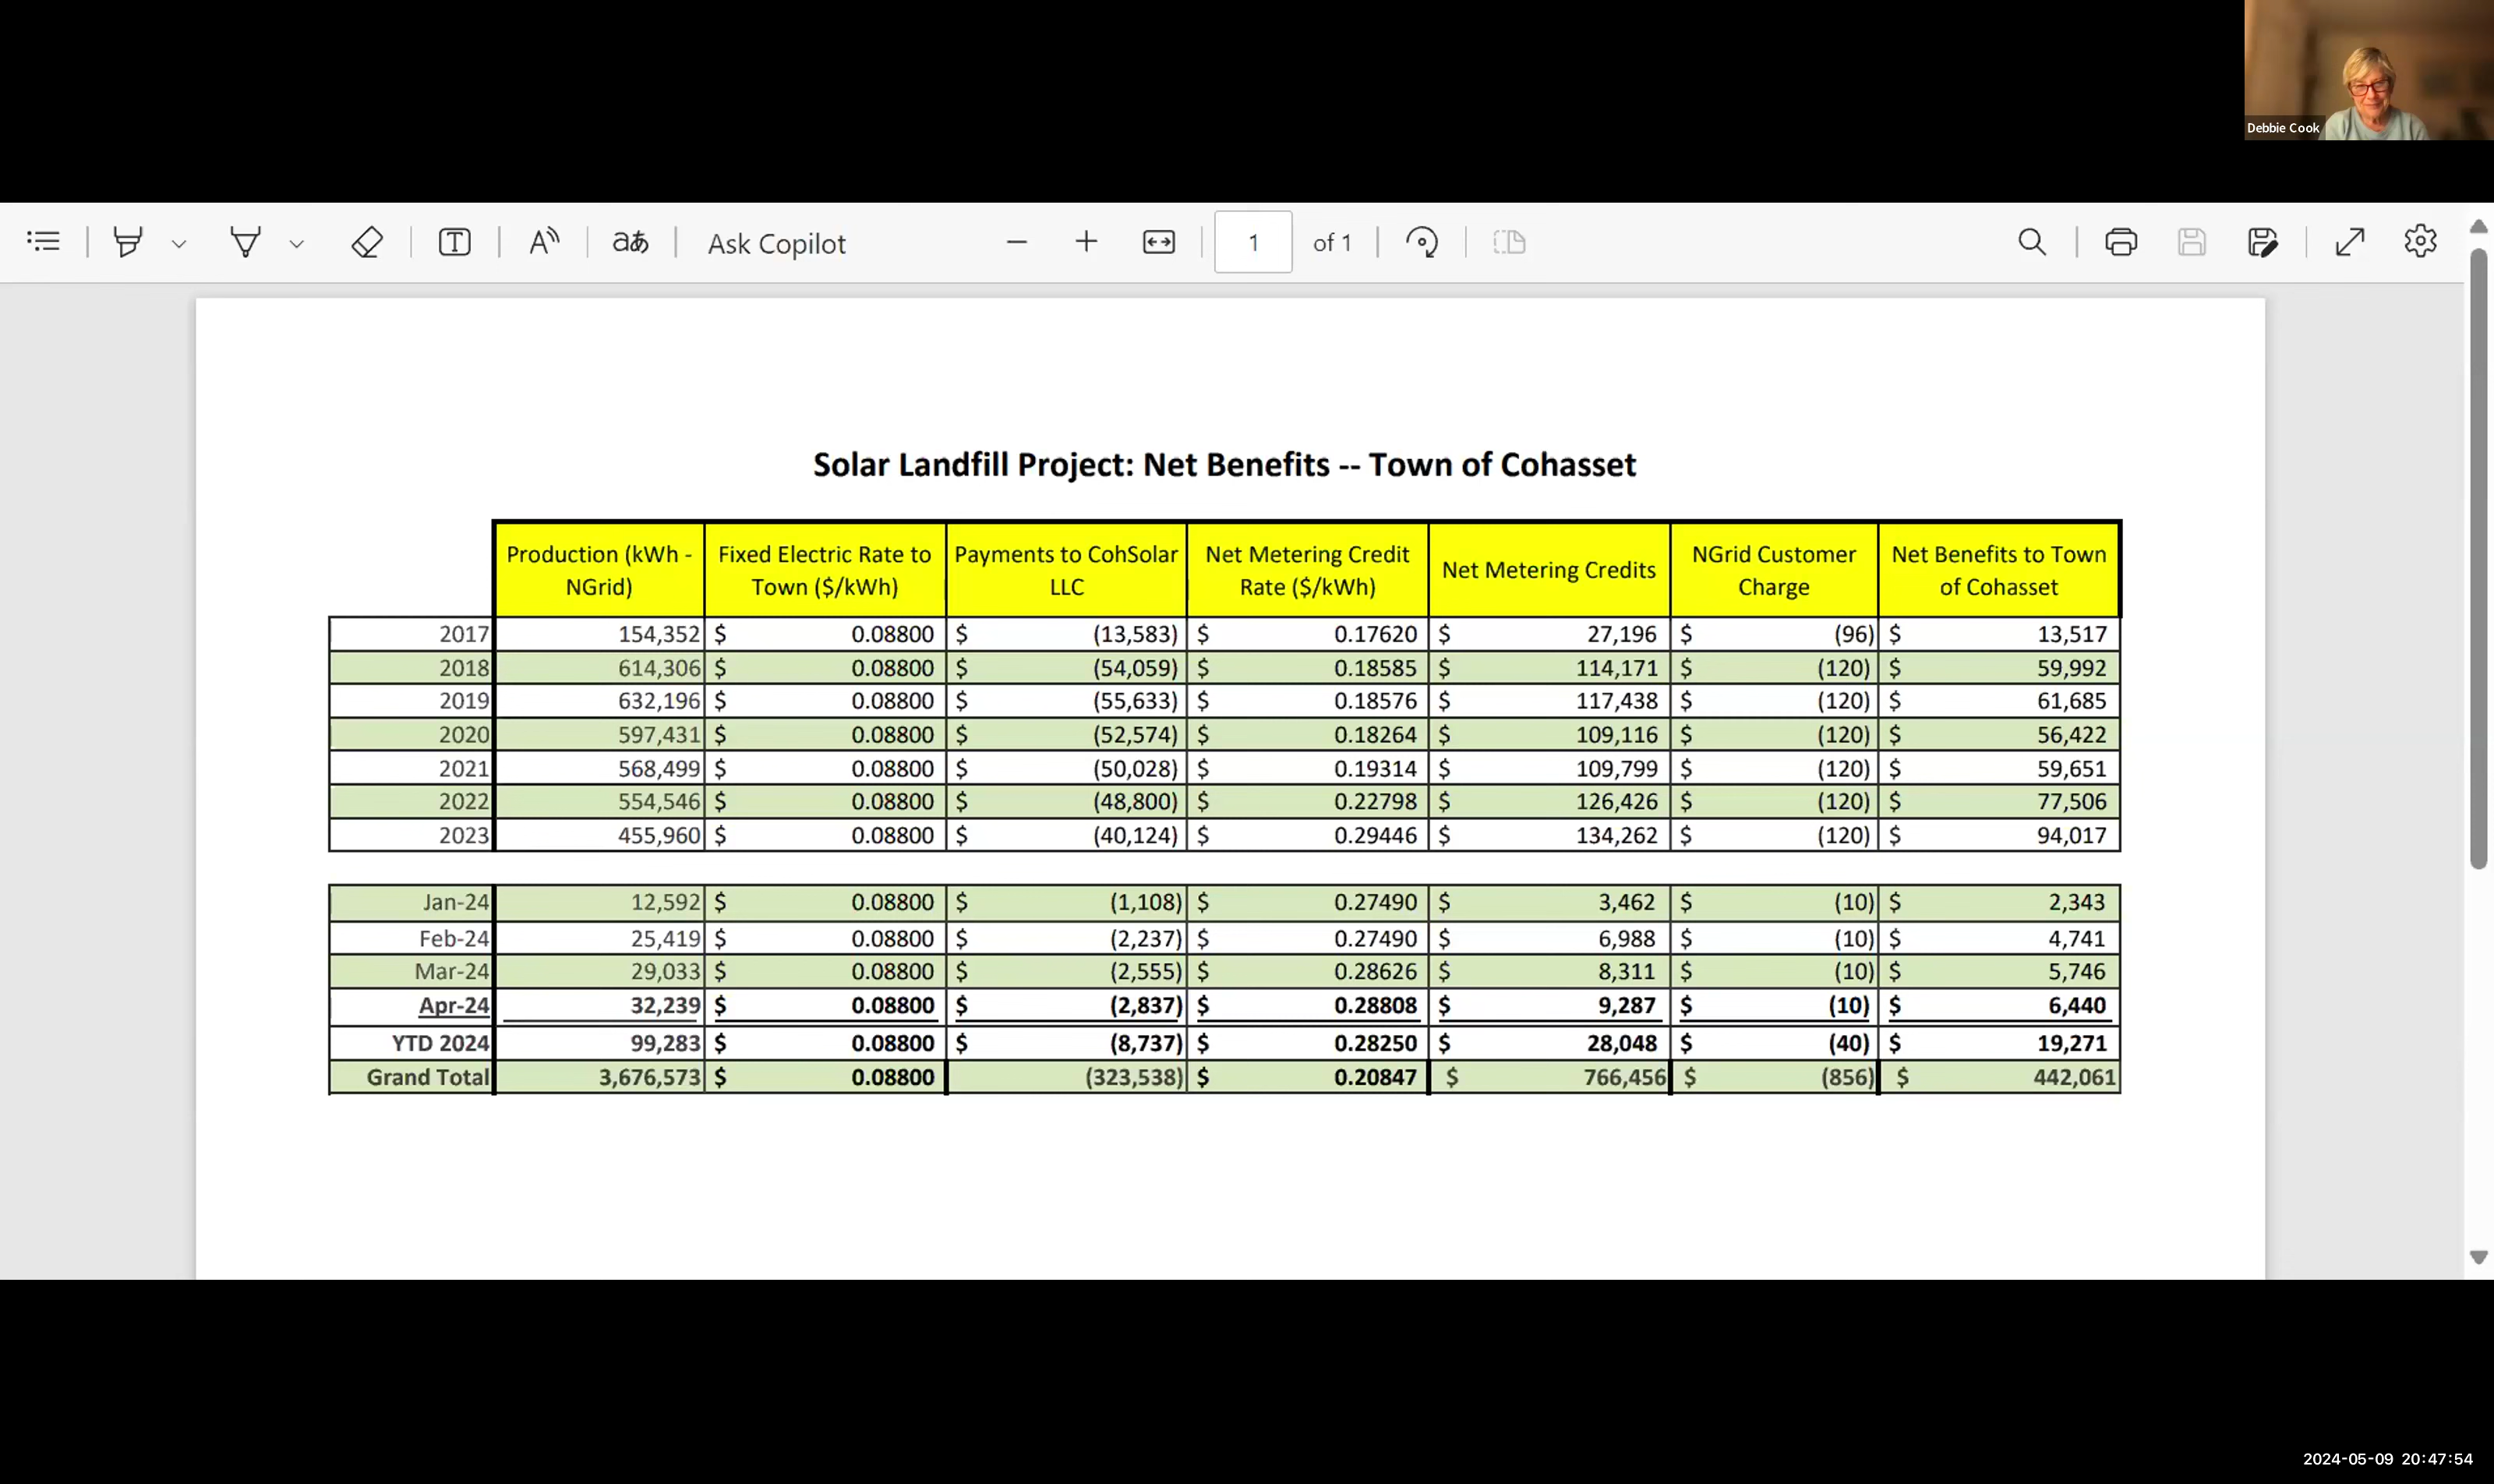 Debbie Cook
aあ Ask Copilot 1 of 1
Solar Landfill Project: Net Benefits -- Town of Cohasset
Production (kWh - NGrid) Fixed Electric Rate to Town ($/kWh) Payments to CohSolar LLC Net Metering Credit Rate ($/kWh) Net Metering Credits NGrid Customer Charge Net Benefits to Town of Cohasset
2017 154,352 $ 0.08800 $ (13,583) $ 0.17620 $ 27,196 $ (96) $ 13,517
2018 614,306 $ 0.08800 $ (54,059) $ 0.18585 $ 114,171 $ (120) $ 59,992
2019 632,196 $ 0.08800 $ (55,633) $ 0.18576 $ 117,438 $ (120) $ 61,685
2020 597,431 $ 0.08800 $ (52,574) $ 0.18264 $ 109,116 $ (120) $ 56,422
2021 568,499 $ 0.08800 $ (50,028) $ 0.19314 $ 109,799 $ (120) $ 59,651
2022 554,546 $ 0.08800 $ (48,800) $ 0.22798 $ 126,426 $ (120) $ 77,506
2023 455,960 $ 0.08800 $ (40,124) $ 0.29446 $ 134,262 $ (120) $ 94,017
Jan-24 12,592 $ 0.08800 $ (1,108) $ 0.27490 $ 3,462 $ (10) $ 2,343
Feb-24 25,419 $ 0.08800 $ (2,237) $ 0.27490 $ 6,988 $ (10) $ 4,741
Mar-24 29,033 $ 0.08800 $ (2,555) $ 0.28626 $ 8,311 $ (10) $ 5,746
Apr-24 32,239 $ 0.08800 $ (2,837) $ 0.28808 $ 9,287 $ (10) $ 6,440
YTD 2024 99,283 $ 0.08800 $ (8,737) $ 0.28250 $ 28,048 $ (40) $ 19,271
Grand Total 3,676,573 $ 0.08800 (323,538) $ 0.20847 $ 766,456 $ (856) $ 442,061
2024-05-09 20:47:54